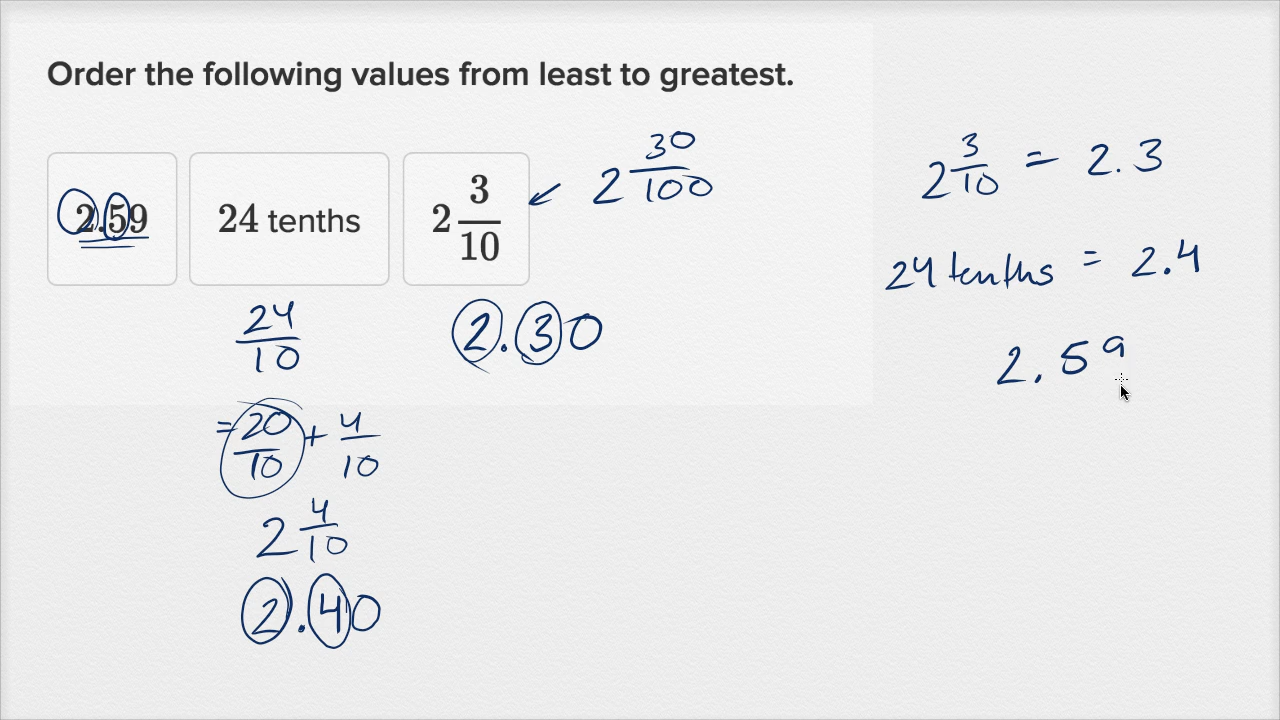 Order the following values from least to greatest.
2.59
24 tenths
2 3/10
2 30/100
24/10
= 20/10 + 4/10
2 4/10
2.40
2.30
2 3/10 = 2.3
24 tenths = 2.4
2.59